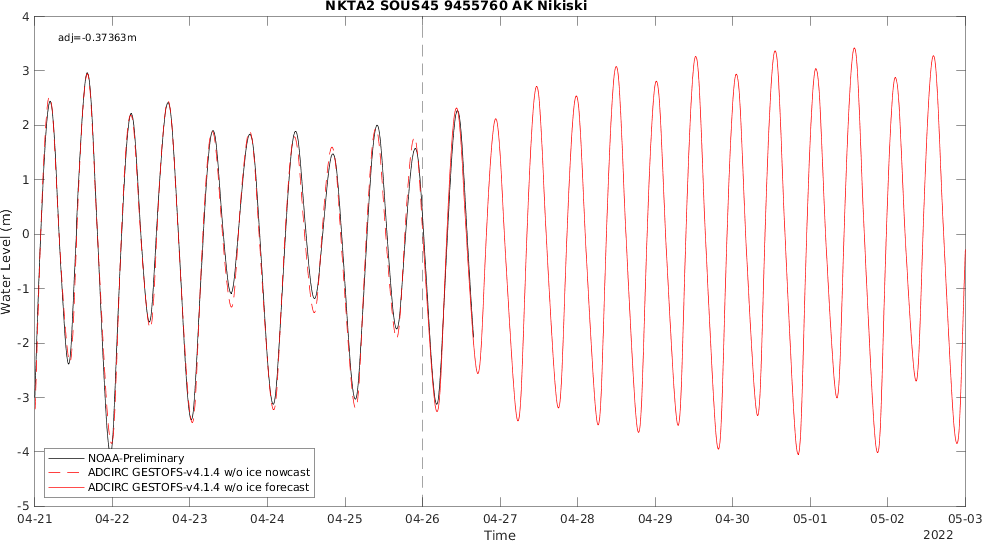 NKTA2 SOUS45 9455760 AK Nikiski
adj=-0.37363m
4
3
2
1
0
-1
-2
-3
-4
-5
Water Level (m)
NOAA-Preliminary
ADCIRC GESTOFS-v4.1.4 w/o ice nowcast
ADCIRC GESTOFS-v4.1.4 w/o ice forecast
04-21 04-22 04-23 04-24 04-25 04-26 04-27 04-28 04-29 04-30 05-01 05-02 05-03
Time
2022